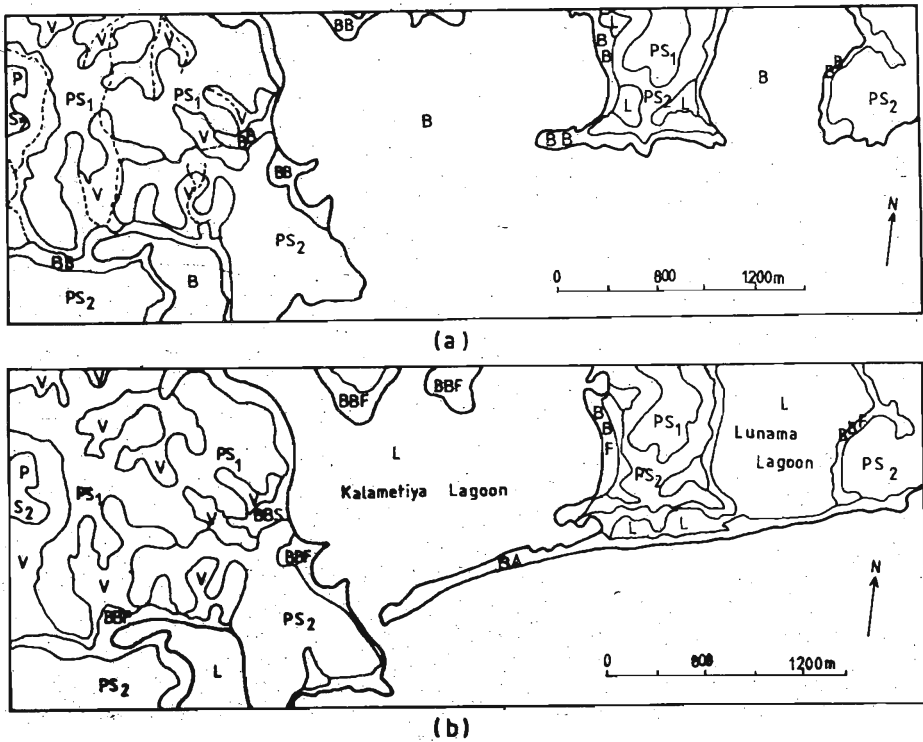 V V V BB L B B PS1 B B B
P PS1 PS1 PS2 PS2
S2 V V BB L L B
V V BB B B
BB PS2 N
PS2 B 0 800 1200m
(a)
V V BBF BBF
V PS1 B B F PS1 L B B F
P V L Lunama
S2 PS1 Kalametiya Lagoon PS2 Lagoon PS2
V V BBS L L
V V V BBF BA N
BBF PS2
PS2 L 0 800 1200m
(b)